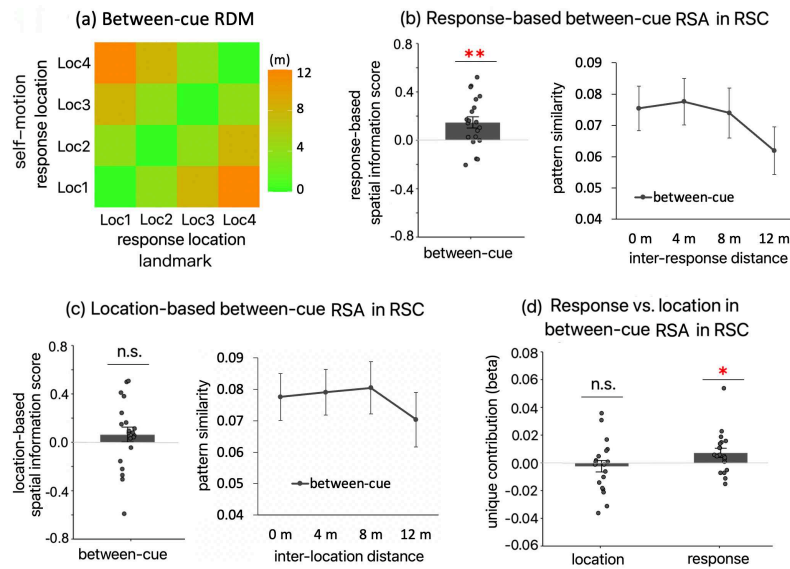 (a) Between-cue RDM
self-motion
response location
Loc4
Loc3
Loc2
Loc1
Loc1 Loc2 Loc3 Loc4
response location
landmark
(m)
12
8
4
0
(b) Response-based between-cue RSA in RSC
response-based
spatial information score
0.8
0.4
0.0
-0.4
-0.8
**
between-cue
pattern similarity
0.09
0.08
0.07
0.06
0.05
0.04
between-cue
0 m 4 m 8 m 12 m
inter-response distance
(c) Location-based between-cue RSA in RSC
location-based
spatial information score
0.8
0.4
0.0
-0.4
-0.8
n.s.
between-cue
pattern similarity
0.09
0.08
0.07
0.06
0.05
0.04
between-cue
0 m 4 m 8 m 12 m
inter-location distance
(d) Response vs. location in
between-cue RSA in RSC
unique contribution (beta)
0.08
0.06
0.04
0.02
0.00
-0.02
-0.04
-0.06
n.s.
*
location response